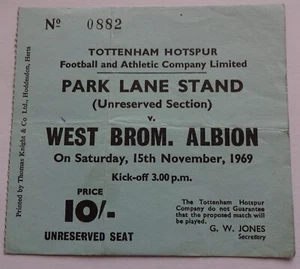 No 0882
TOTTENHAM HOTSPUR
Football and Athletic Company Limited
PARK LANE STAND
(Unreserved Section)
v.
WEST BROM. ALBION
On Saturday, 15th November, 1969
Kick-off 3.00 p.m.
PRICE
10/-
UNRESERVED SEAT
The Tottenham Hotspur
Company do not Guarantee
that the proposed match will
be played.
G. W. JONES
Secretary
Printed by Thomas Knight & Co. Ltd., Hoddesdon, Herts